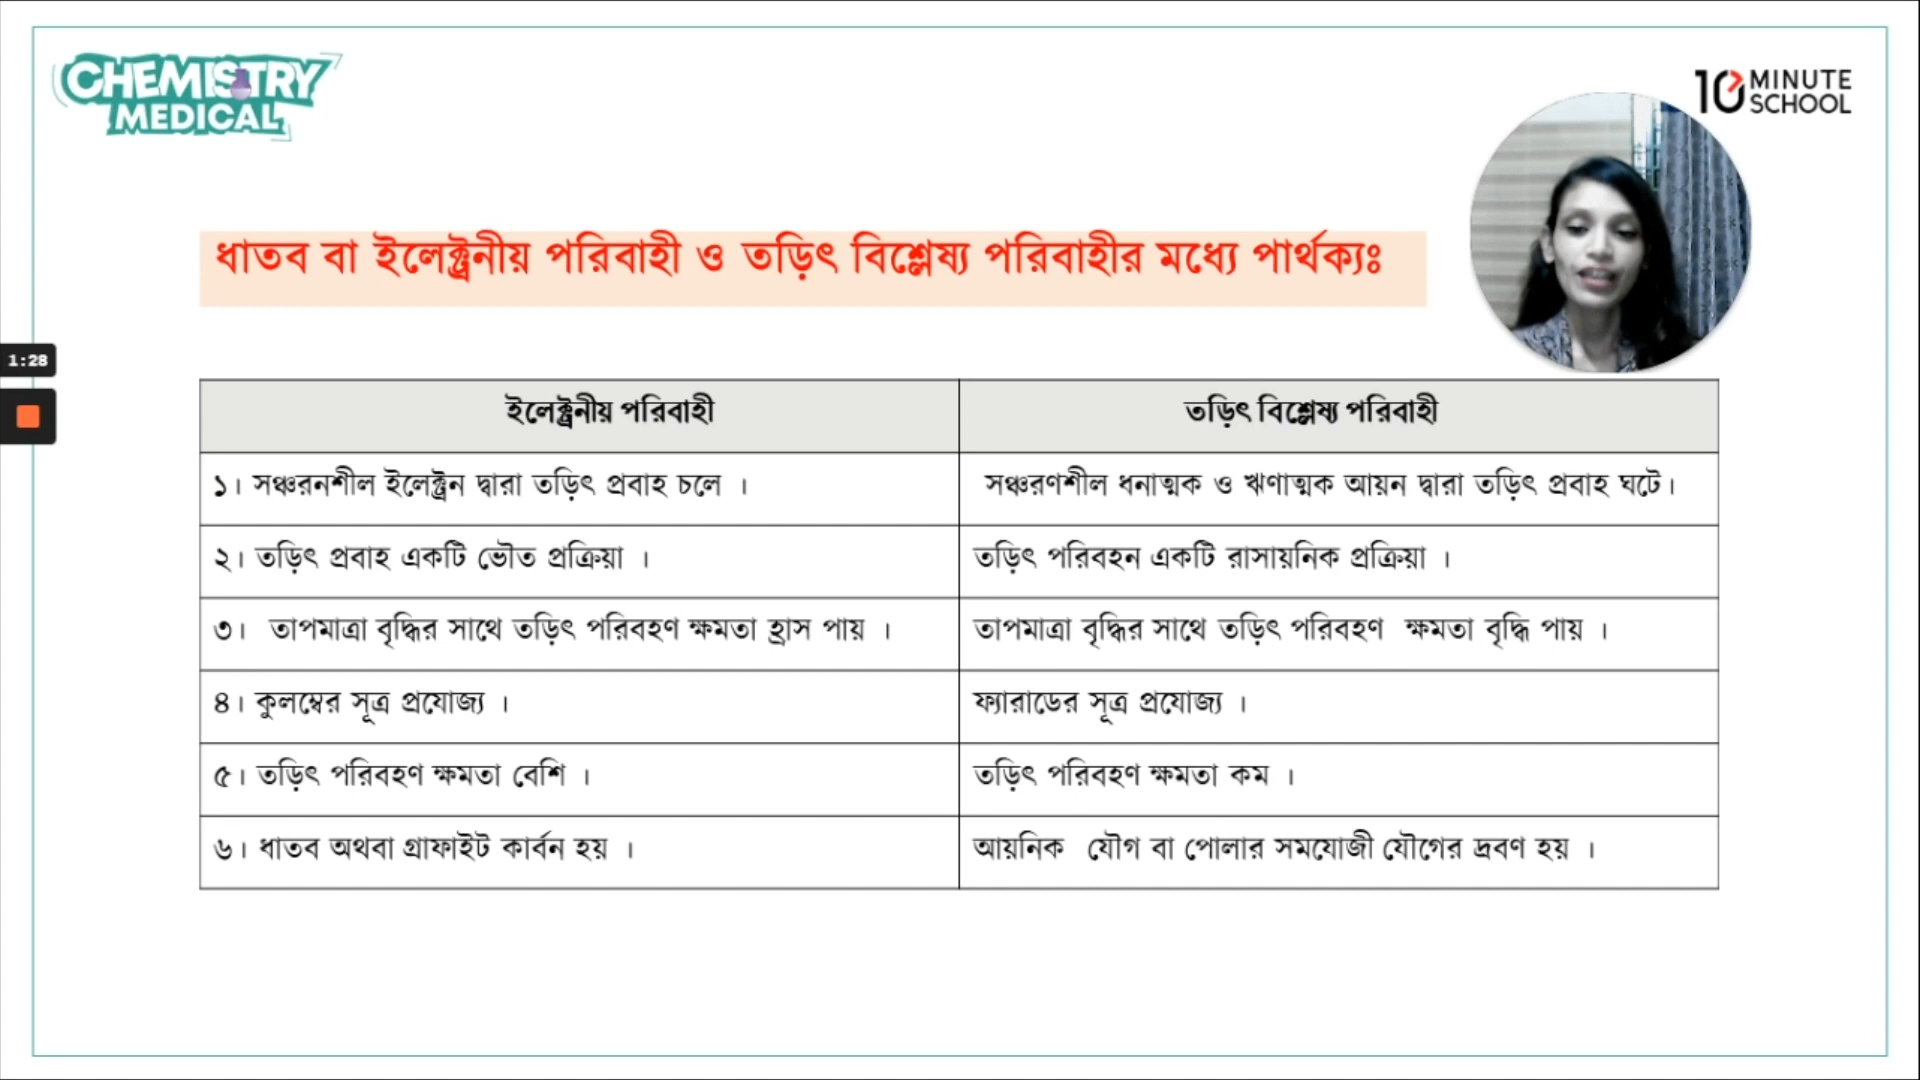 CHEMISTRY
MEDICAL
10 MINUTE
SCHOOL
ধাতব বা ইলেক্ট্রনীয় পরিবাহী ও তড়িৎ বিশ্লেষ্য পরিবাহীর মধ্যে পার্থক্যঃ
1:28
ইলেক্ট্রনীয় পরিবাহী
তড়িৎ বিশ্লেষ্য পরিবাহী
১। সঞ্চরনশীল ইলেক্ট্রন দ্বারা তড়িৎ প্রবাহ চলে ।
সঞ্চরণশীল ধনাত্মক ও ঋণাত্মক আয়ন দ্বারা তড়িৎ প্রবাহ ঘটে।
২। তড়িৎ প্রবাহ একটি ভৌত প্রক্রিয়া ।
তড়িৎ পরিবহন একটি রাসায়নিক প্রক্রিয়া ।
৩। তাপমাত্রা বৃদ্ধির সাথে তড়িৎ পরিবহণ ক্ষমতা হ্রাস পায় ।
তাপমাত্রা বৃদ্ধির সাথে তড়িৎ পরিবহণ ক্ষমতা বৃদ্ধি পায় ।
৪। কুলম্বের সূত্র প্রযোজ্য ।
ফ্যারাডের সূত্র প্রযোজ্য ।
৫। তড়িৎ পরিবহণ ক্ষমতা বেশি ।
তড়িৎ পরিবহণ ক্ষমতা কম ।
৬। ধাতব অথবা গ্রাফাইট কার্বন হয় ।
আয়নিক যৌগ বা পোলার সমযোজী যৌগের দ্রবণ হয় ।